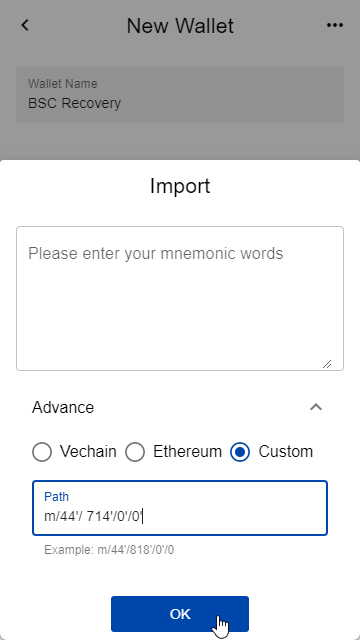 New Wallet
Wallet Name
BSC Recovery
Import
Please enter your mnemonic words
Advance
Vechain Ethereum Custom
Path
m/44'/ 714'/0'/0'
Example: m/44'/818'/0'/0
OK